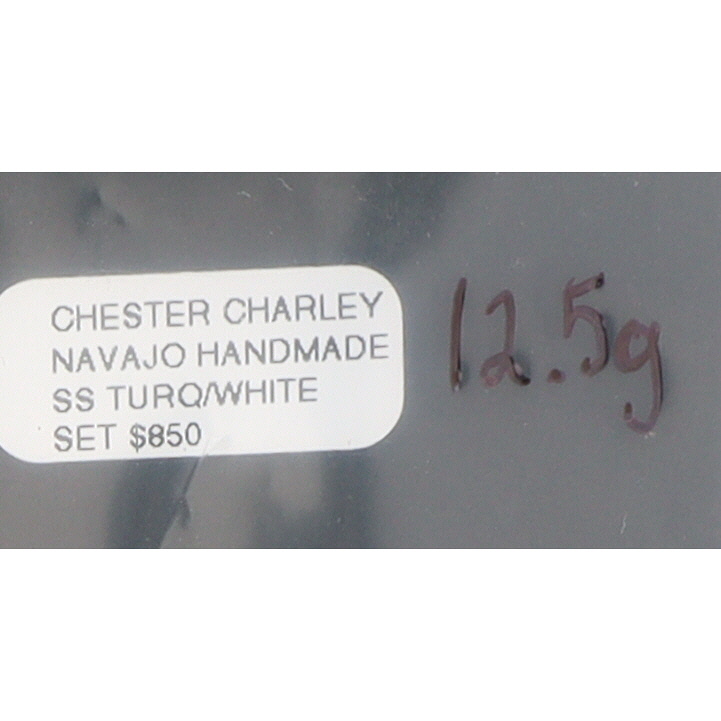 CHESTER CHARLEY
NAVAJO HANDMADE
SS TURQ/WHITE
SET $850
12.5g